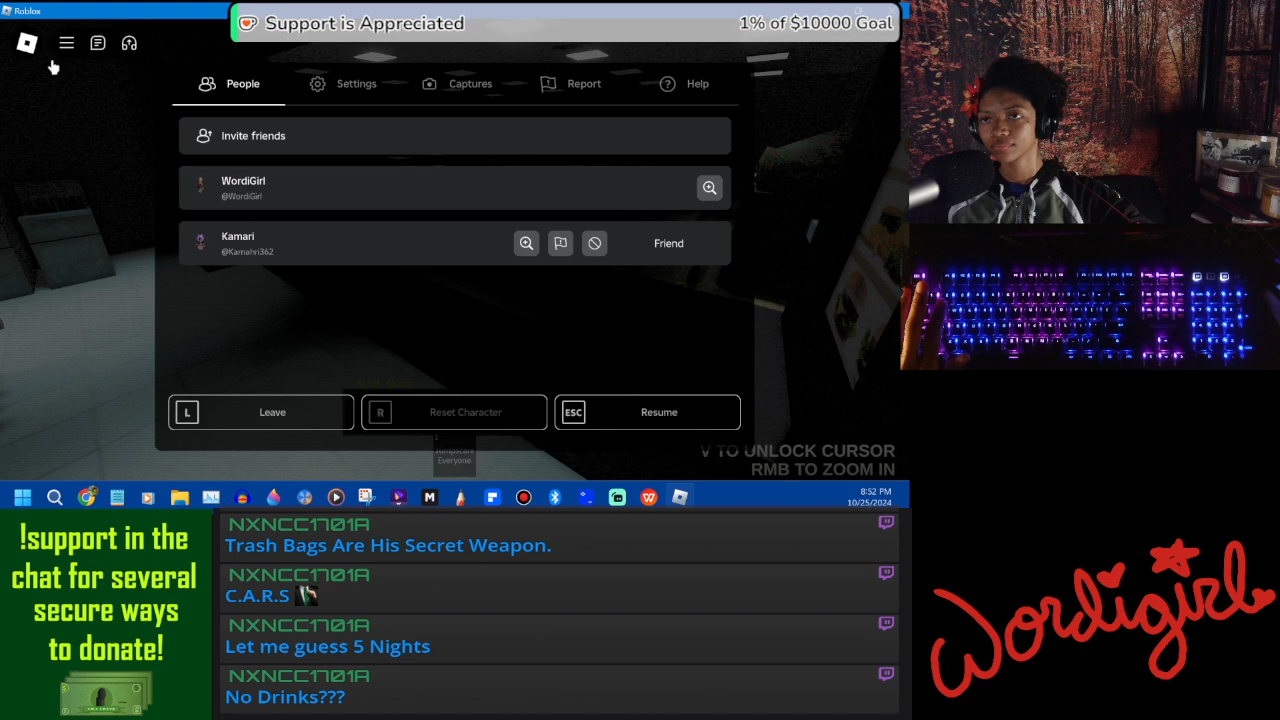 Roblox
Support is Appreciated
1% of $10000 Goal
People
Settings
Captures
Report
Help
Invite friends
WordiGirl
@WordiGirl
Kamari
@Kamahri362
Friend
L
Leave
R
Reset Character
ESC
Resume
1
Jumpscare
Everyone
V TO UNLOCK CURSOR
RMB TO ZOOM IN
8:52 PM
10/25/2024
!support in the
chat for several
secure ways
to donate!
NXNCC1701A
Trash Bags Are His Secret Weapon.
NXNCC1701A
C.A.R.S
NXNCC1701A
Let me guess 5 Nights
NXNCC1701A
No Drinks???
Wordigirl